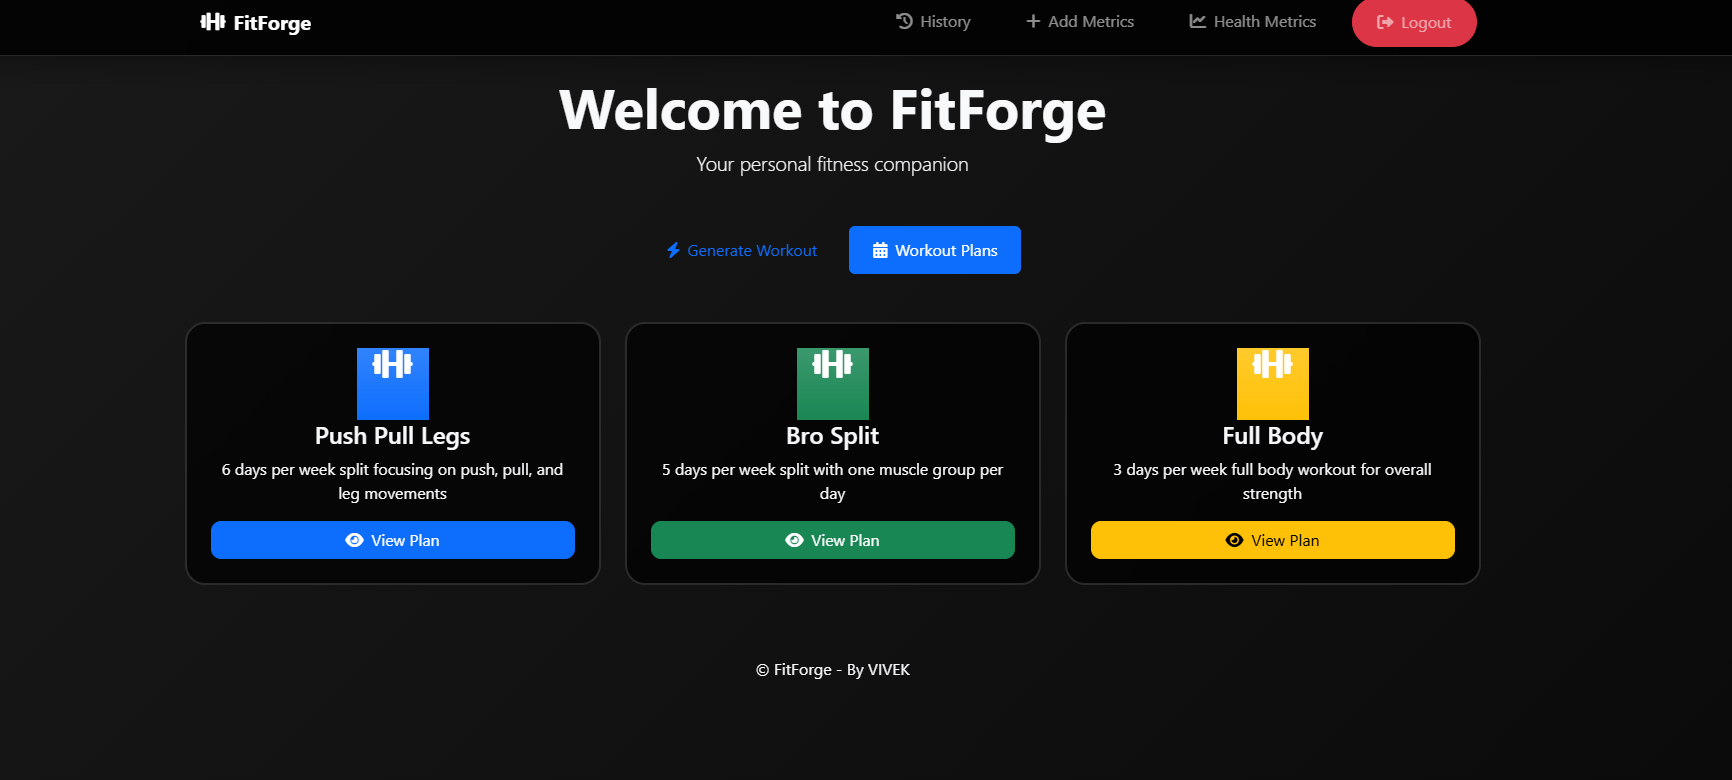 FitForge
History
Add Metrics
Health Metrics
Logout
Welcome to FitForge
Your personal fitness companion
Generate Workout
Workout Plans
Push Pull Legs
6 days per week split focusing on push, pull, and
leg movements
View Plan
Bro Split
5 days per week split with one muscle group per
day
View Plan
Full Body
3 days per week full body workout for overall
strength
View Plan
© FitForge - By VIVEK